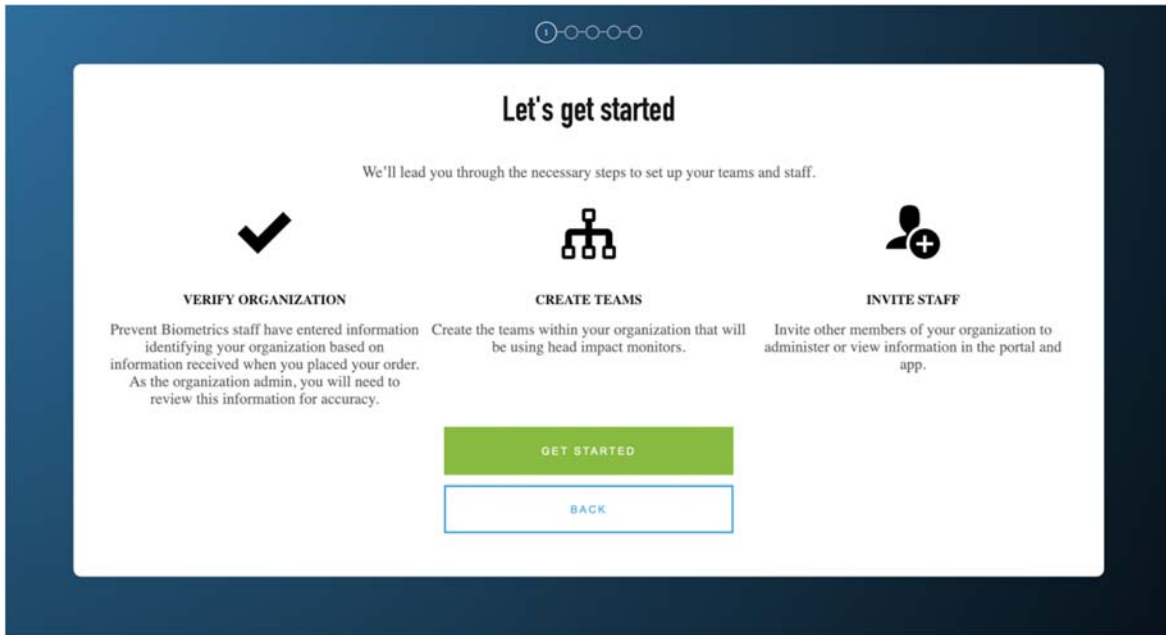 1
Let's get started
We'll lead you through the necessary steps to set up your teams and staff.
VERIFY ORGANIZATION
Prevent Biometrics staff have entered information
identifying your organization based on
information received when you placed your order.
As the organization admin, you will need to
review this information for accuracy.
CREATE TEAMS
Create the teams within your organization that will
be using head impact monitors.
INVITE STAFF
Invite other members of your organization to
administer or view information in the portal and
app.
GET STARTED
BACK